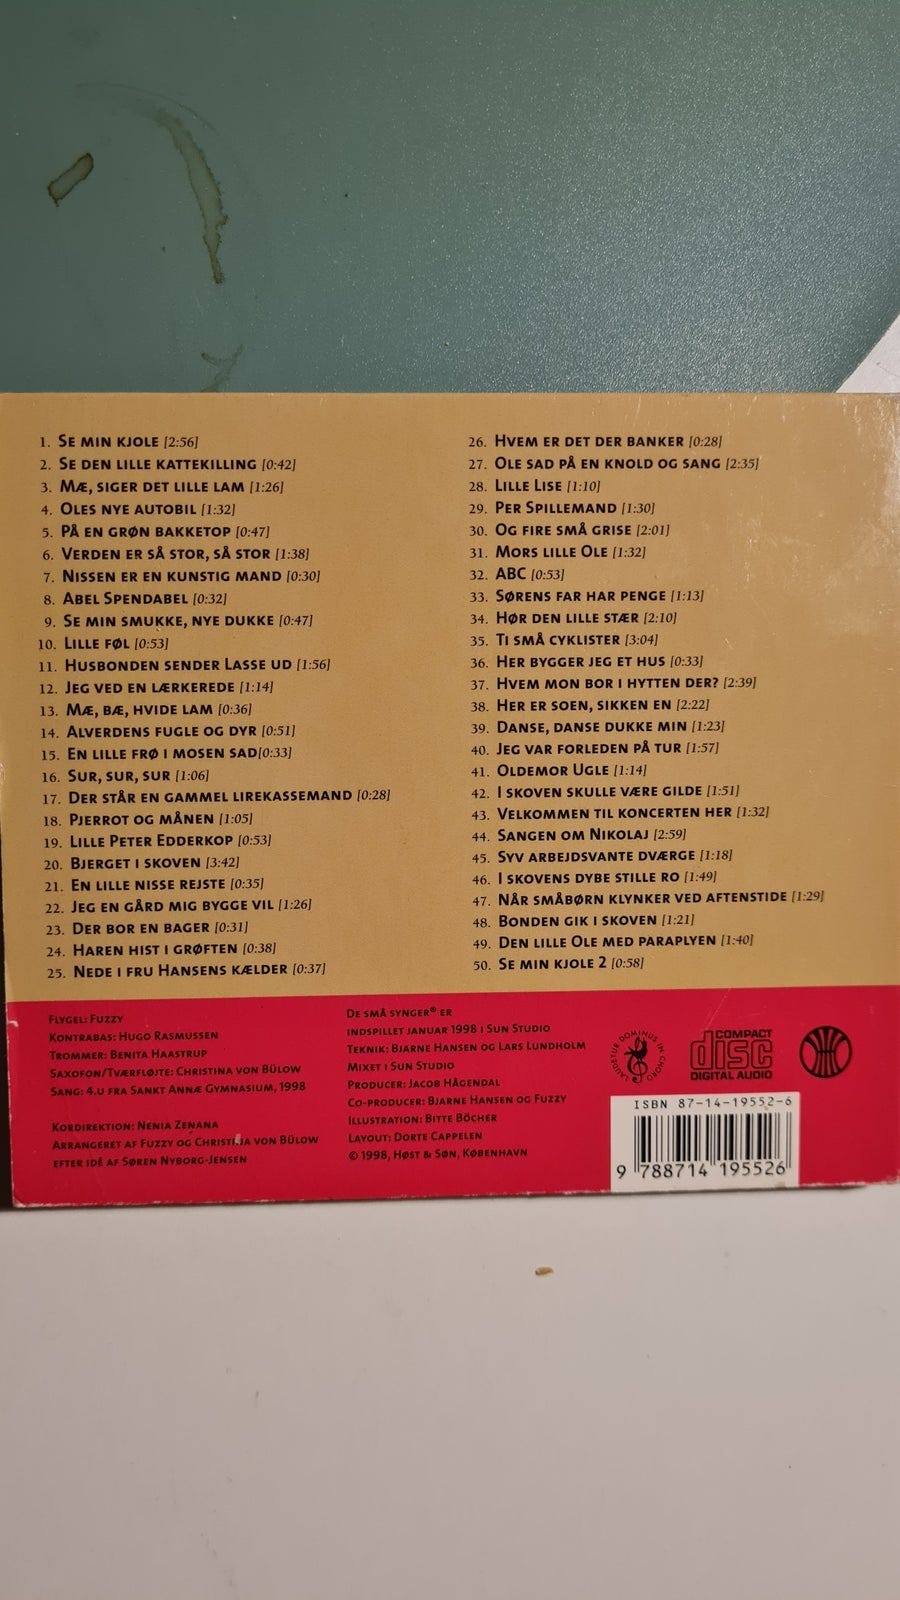 1. Se min kjole [2:56]
2. Se den lille kattekilling [0:42]
3. Mæ, siger det lille lam [1:26]
4. Oles nye autobil [1:32]
5. På en grøn bakketop [0:47]
6. Verden er så stor, så stor [1:38]
7. Nissen er en kunstig mand [0:30]
8. Abel Spendabel [0:32]
9. Se min smukke, nye dukke [0:47]
10. Lille føl [0:53]
11. Husbonden sender Lasse ud [1:56]
12. Jeg ved en lærkerede [1:14]
13. Mæ, bæ, hvide lam [0:36]
14. Alverdens fugle og dyr [0:51]
15. En lille frø i mosen sad[0:33]
16. Sur, sur, sur [1:06]
17. Der står en gammel lirekassemand [0:28]
18. Pjerrot og månen [1:05]
19. Lille Peter Edderkop [0:53]
20. Bjerget i skoven [3:42]
21. En lille nisse rejste [0:35]
22. Jeg en gård mig bygge vil [1:26]
23. Der bor en bager [0:31]
24. Haren hist i grøften [0:38]
25. Nede i fru Hansens kælder [0:37]
26. Hvem er det der banker [0:28]
27. Ole sad på en knold og sang [2:35]
28. Lille Lise [1:10]
29. Per Spillemand [1:30]
30. Og fire små grise [2:01]
31. Mors lille Ole [1:32]
32. ABC [0:53]
33. Sørens far har penge [1:13]
34. Hør den lille stær [2:10]
35. Ti små cyklister [3:04]
36. Her bygger jeg et hus [0:33]
37. Hvem mon bor i hytten der? [2:39]
38. Her er soen, sikken en [2:22]
39. Danse, danse dukke min [1:23]
40. Jeg var forleden på tur [1:57]
41. Oldemor Ugle [1:14]
42. I skoven skulle være gilde [1:51]
43. Velkommen til koncerten her [1:32]
44. Sangen om Nikolaj [2:59]
45. Syv arbejdsvante dværge [1:18]
46. I skovens dybe stille ro [1:49]
47. Når småbørn klynker ved aftenstide [1:29]
48. Bonden gik i skoven [1:21]
49. Den lille Ole med paraplyen [1:40]
50. Se min kjole 2 [0:58]
Flygel: Fuzzy
Kontrabas: Hugo Rasmussen
Trommer: Benita Haastrup
Saxofon/Tværfløjte: Christina von Bülow
Sang: 4.u fra Sankt Annæ Gymnasium, 1998
Kordirektion: Nenia Zenana
Arrangeret af Fuzzy og Christina von Bülow
efter idé af Søren Nyborg-Jensen
De små synger® er
indspillet januar 1998 i Sun Studio
Teknik: Bjarne Hansen og Lars Lundholm
Mixet i Sun Studio
Producer: Jacob Hågendal
Co-producer: Bjarne Hansen og Fuzzy
Illustration: Bitte Böcher
Layout: Dorte Cappelen
© 1998, Høst & Søn, København
LAUDETUR DOMINUS IN CHORO
COMPACT
disc
DIGITAL AUDIO
ISBN 87-14-19552-6
9 788714 195526